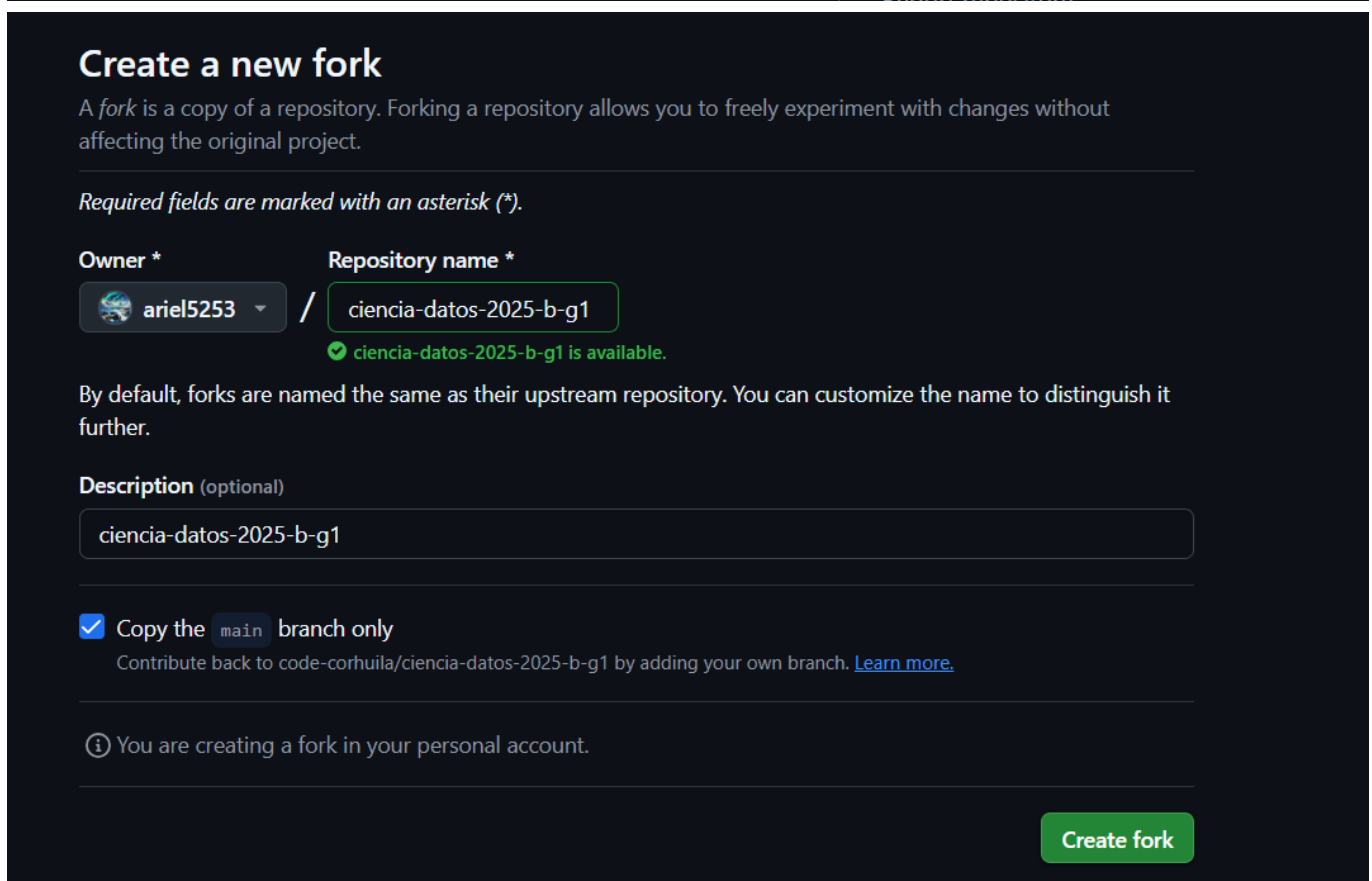 Create a new fork
A fork is a copy of a repository. Forking a repository allows you to freely experiment with changes without
affecting the original project.
Required fields are marked with an asterisk (*).
Owner *
Repository name *
ariel5253
/
ciencia-datos-2025-b-g1
ciencia-datos-2025-b-g1 is available.
By default, forks are named the same as their upstream repository. You can customize the name to distinguish it
further.
Description (optional)
ciencia-datos-2025-b-g1
Copy the main branch only
Contribute back to code-corhuila/ciencia-datos-2025-b-g1 by adding your own branch. Learn more.
You are creating a fork in your personal account.
Create fork